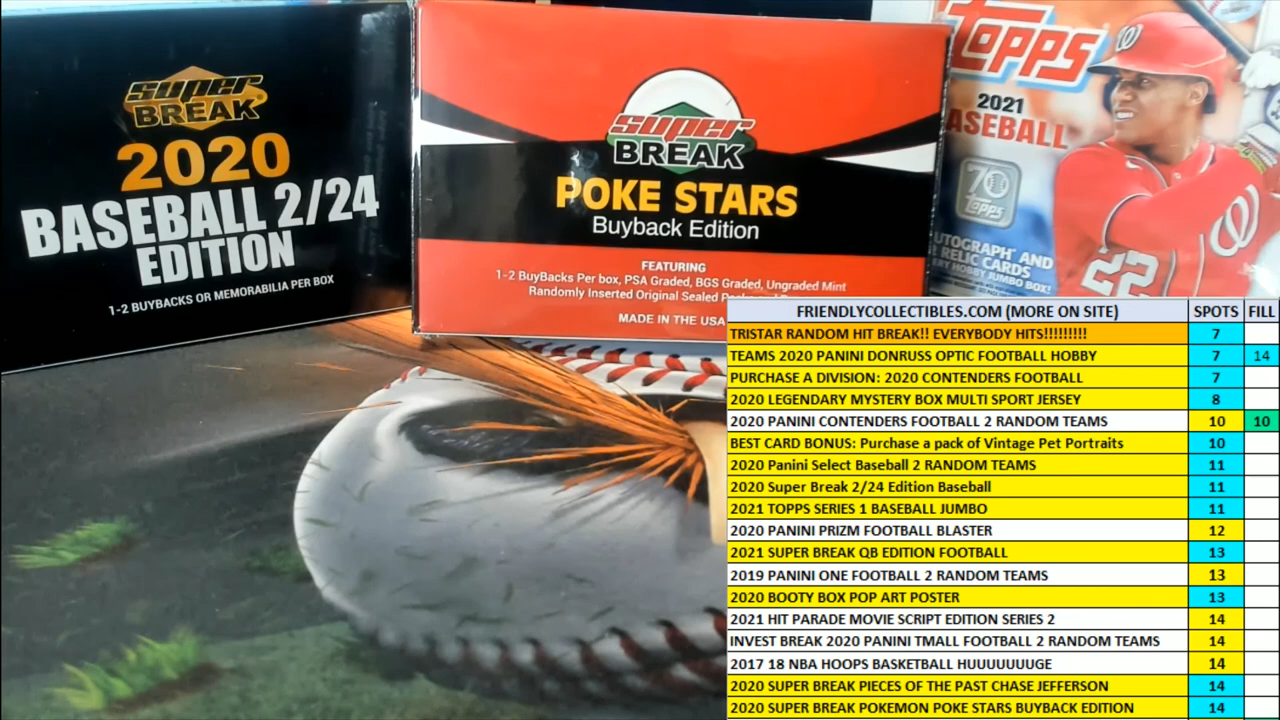 super
BREAK
2020
BASEBALL 2/24
EDITION
1-2 BUYBACKS OR MEMORABILIA PER BOX
super
BREAK
POKE STARS
Buyback Edition
FEATURING
1-2 BuyBacks Per box, PSA Graded, BGS Graded, Ungraded Mint
Randomly Inserted Original Sealed
MADE IN THE USA
TOPPS
2021
ASEBALL
70
Topps
UTOGRAPH AND
RELIC CARDS
HOBBY JUMBO BOX!
W
W
22
FRIENDLYCOLLECTIBLES.COM (MORE ON SITE) SPOTS FILL
TRISTAR RANDOM HIT BREAK!! EVERYBODY HITS!!!!!!!!! 7
TEAMS 2020 PANINI DONRUSS OPTIC FOOTBALL HOBBY 7 14
PURCHASE A DIVISION: 2020 CONTENDERS FOOTBALL 7
2020 LEGENDARY MYSTERY BOX MULTI SPORT JERSEY 8
2020 PANINI CONTENDERS FOOTBALL 2 RANDOM TEAMS 10 10
BEST CARD BONUS: Purchase a pack of Vintage Pet Portraits 10
2020 Panini Select Baseball 2 RANDOM TEAMS 11
2020 Super Break 2/24 Edition Baseball 11
2021 TOPPS SERIES 1 BASEBALL JUMBO 11
2020 PANINI PRIZM FOOTBALL BLASTER 12
2021 SUPER BREAK QB EDITION FOOTBALL 13
2019 PANINI ONE FOOTBALL 2 RANDOM TEAMS 13
2020 BOOTY BOX POP ART POSTER 13
2021 HIT PARADE MOVIE SCRIPT EDITION SERIES 2 14
INVEST BREAK 2020 PANINI TMALL FOOTBALL 2 RANDOM TEAMS 14
2017 18 NBA HOOPS BASKETBALL HUUUUUUUGE 14
2020 SUPER BREAK PIECES OF THE PAST CHASE JEFFERSON 14
2020 SUPER BREAK POKEMON POKE STARS BUYBACK EDITION 14